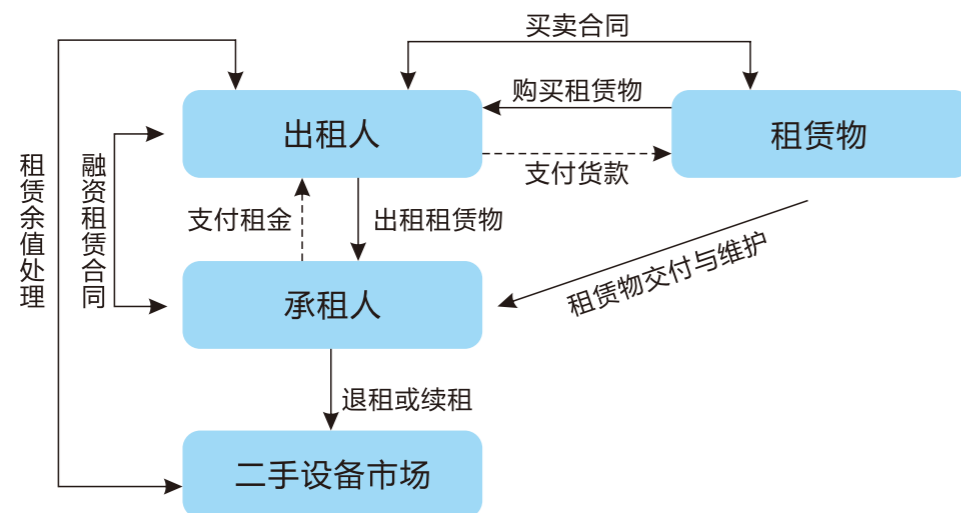 买卖合同
购买租赁物
出租人
租赁物
支付货款
租赁余值处理
融资租赁合同
支付租金
出租租赁物
租赁物交付与维护
承租人
退租或续租
二手设备市场